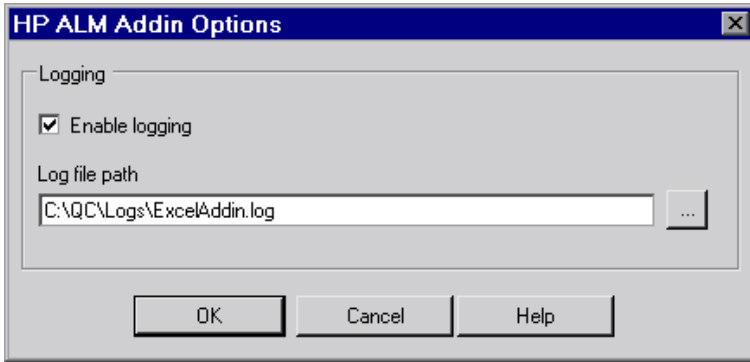 HP ALM Addin Options
Logging
Enable logging
Log file path
C:\QC\Logs\ExcelAddin.log
...
OK Cancel Help